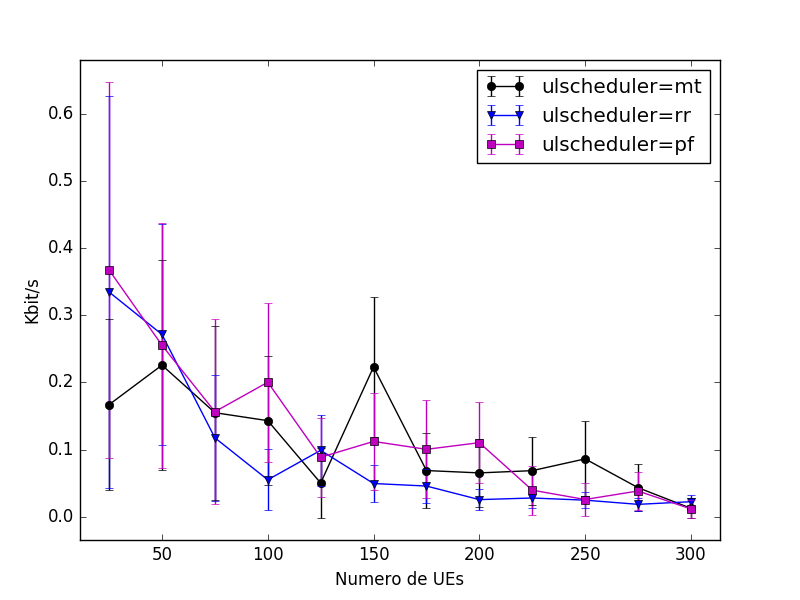 ulscheduler=mt
ulscheduler=rr
ulscheduler=pf
0.6
0.5
0.4
0.3
0.2
0.1
0.0
Kbit/s
50 100 150 200 250 300
Numero de UEs